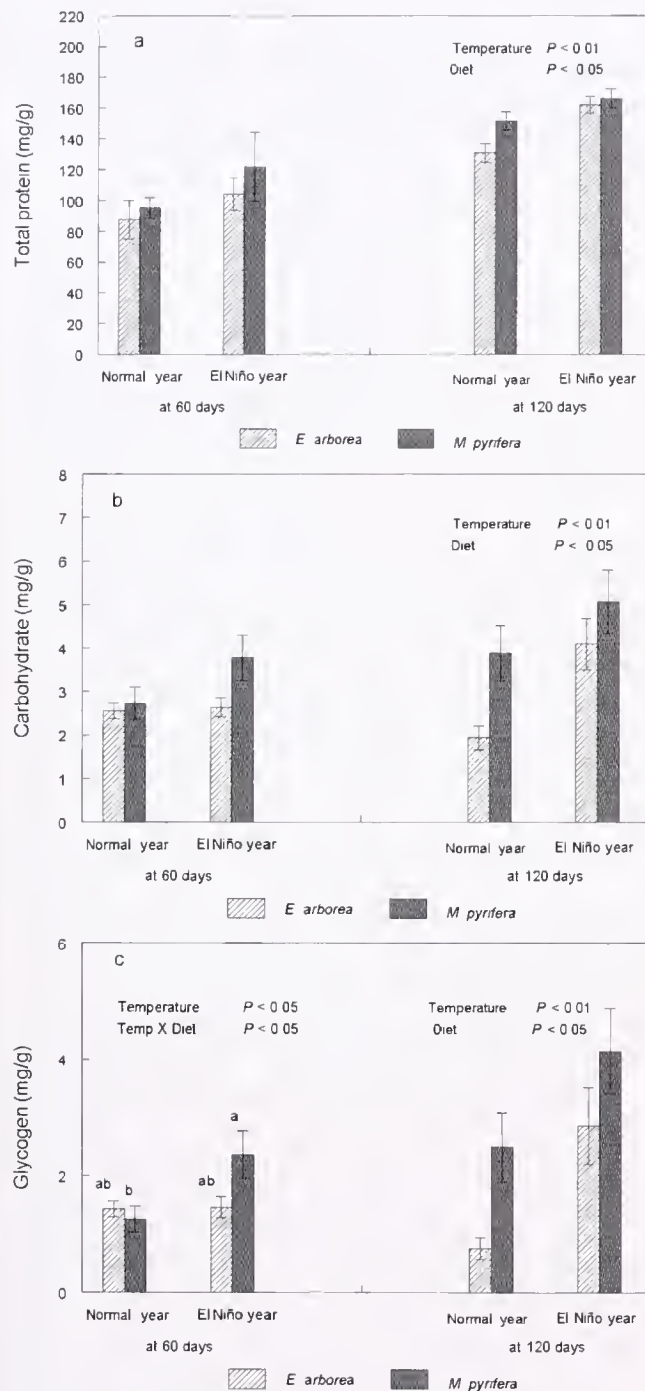 a
Total protein (mg/g)
220
200
180
160
140
120
100
80
60
40
20
0
Temperature P < 0 01
Diet P < 0 05
Normal year El Niño year Normal yaar El Niño year
at 60 days at 120 days
E arborea M pyrifera
b
Carbohydrate (mg/g)
8
7
6
5
4
3
2
1
0
Temperature P < 0 01
Diet P < 0 05
Normal year El Niño year Normal yaar El Niño year
at 60 days at 120 days
E arborea M pyrifera
c
Glycogen (mg/g)
6
4
2
0
Temperature P < 0 05 Temperature P < 0 01
Temp X Diet P < 0 05 Diet P < 0 05
ab b ab a
Normal year El Niño year Normal year El Niño year
at 60 days at 120 days
E arborea M pyrifera